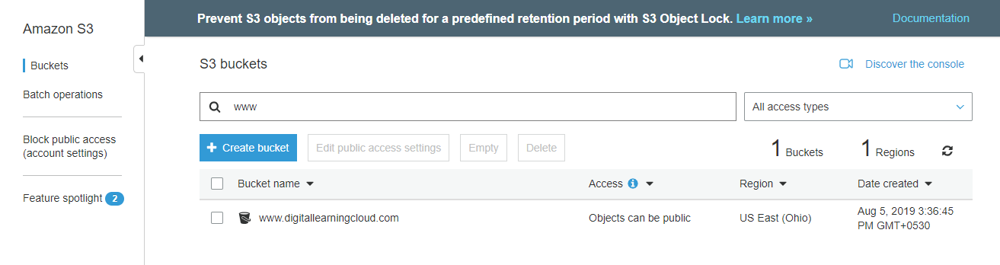 Amazon S3
Buckets
Batch operations
Block public access
(account settings)
Feature spotlight 2
Prevent S3 objects from being deleted for a predefined retention period with S3 Object Lock. Learn more »
Documentation
S3 buckets
Discover the console
www
All access types
Create bucket
Edit public access settings
Empty
Delete
1 Buckets
1 Regions
Bucket name
Access
Region
Date created
www.digitallearningcloud.com
Objects can be public
US East (Ohio)
Aug 5, 2019 3:36:45
PM GMT+0530